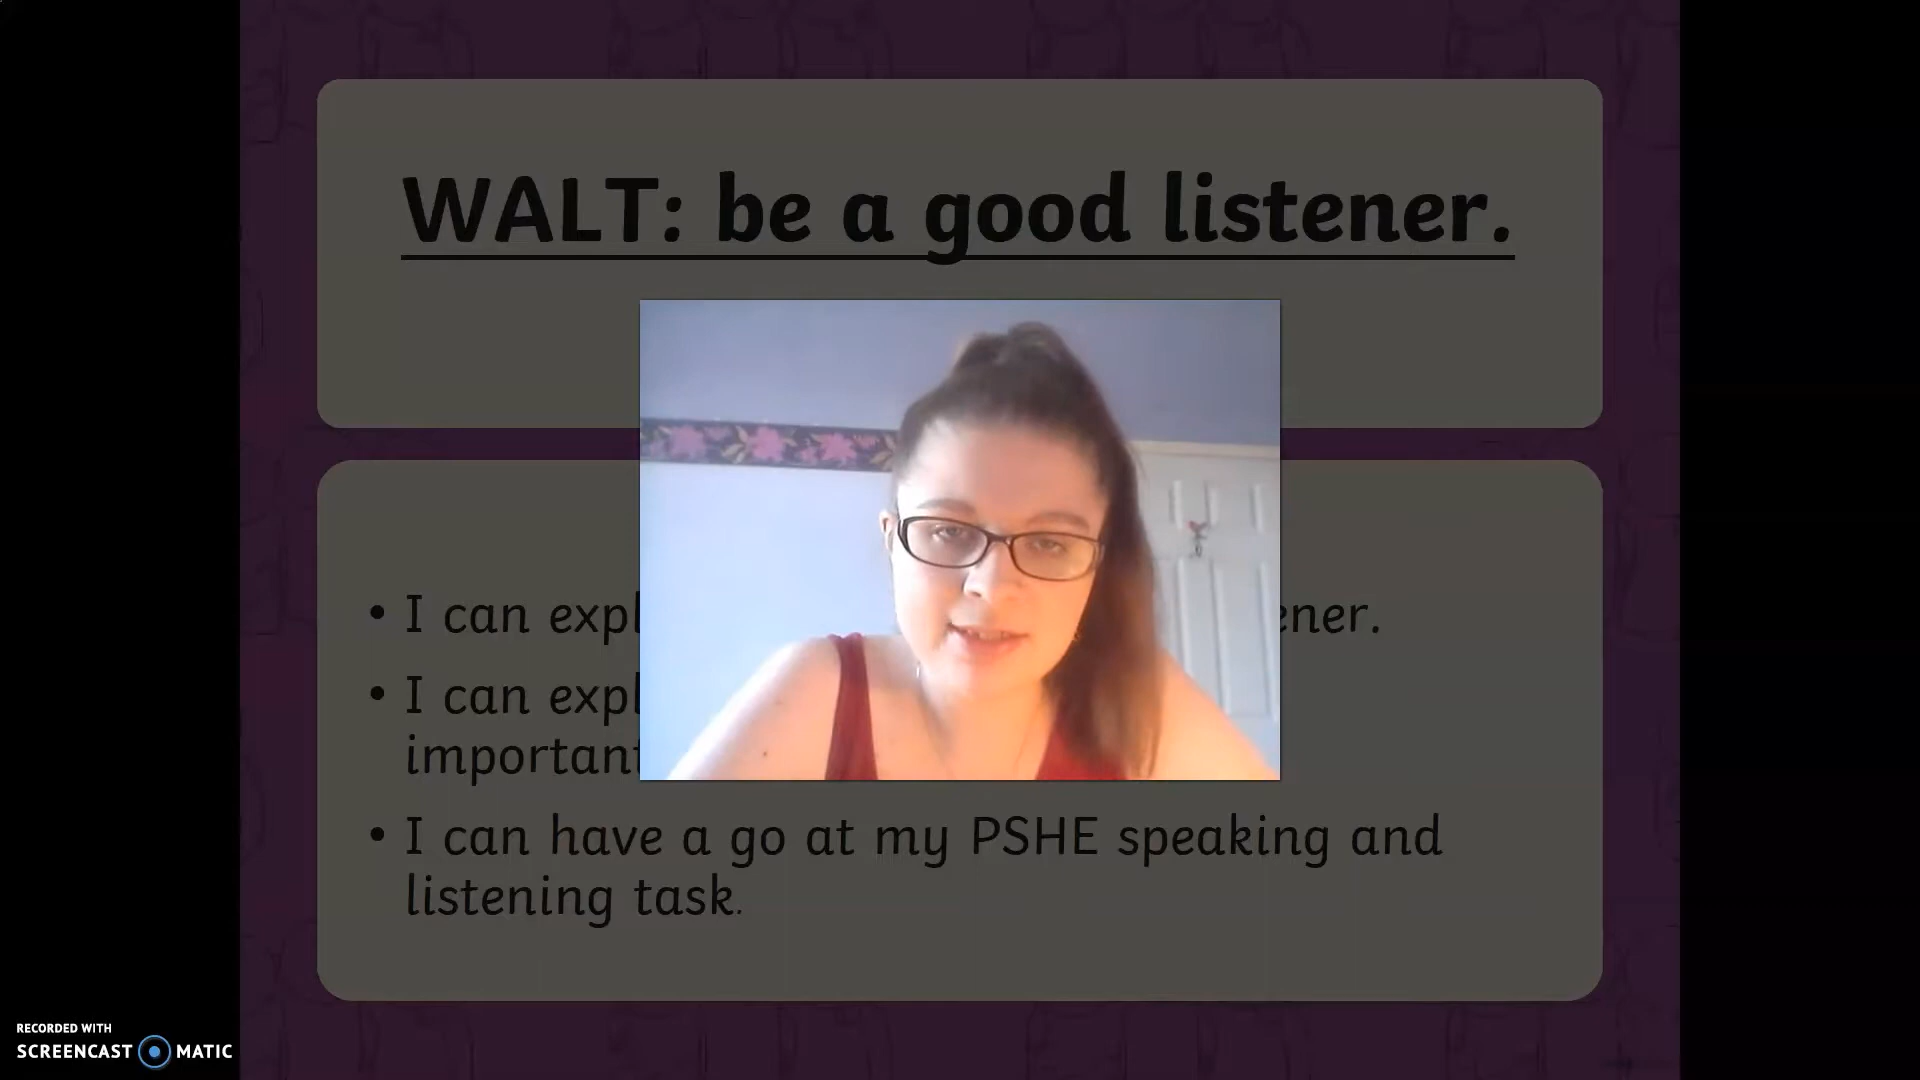 WALT: be a good listener.
• I can expl ener.
• I can expl
important
• I can have a go at my PSHE speaking and
listening task.
RECORDED WITH
SCREENCAST MATIC